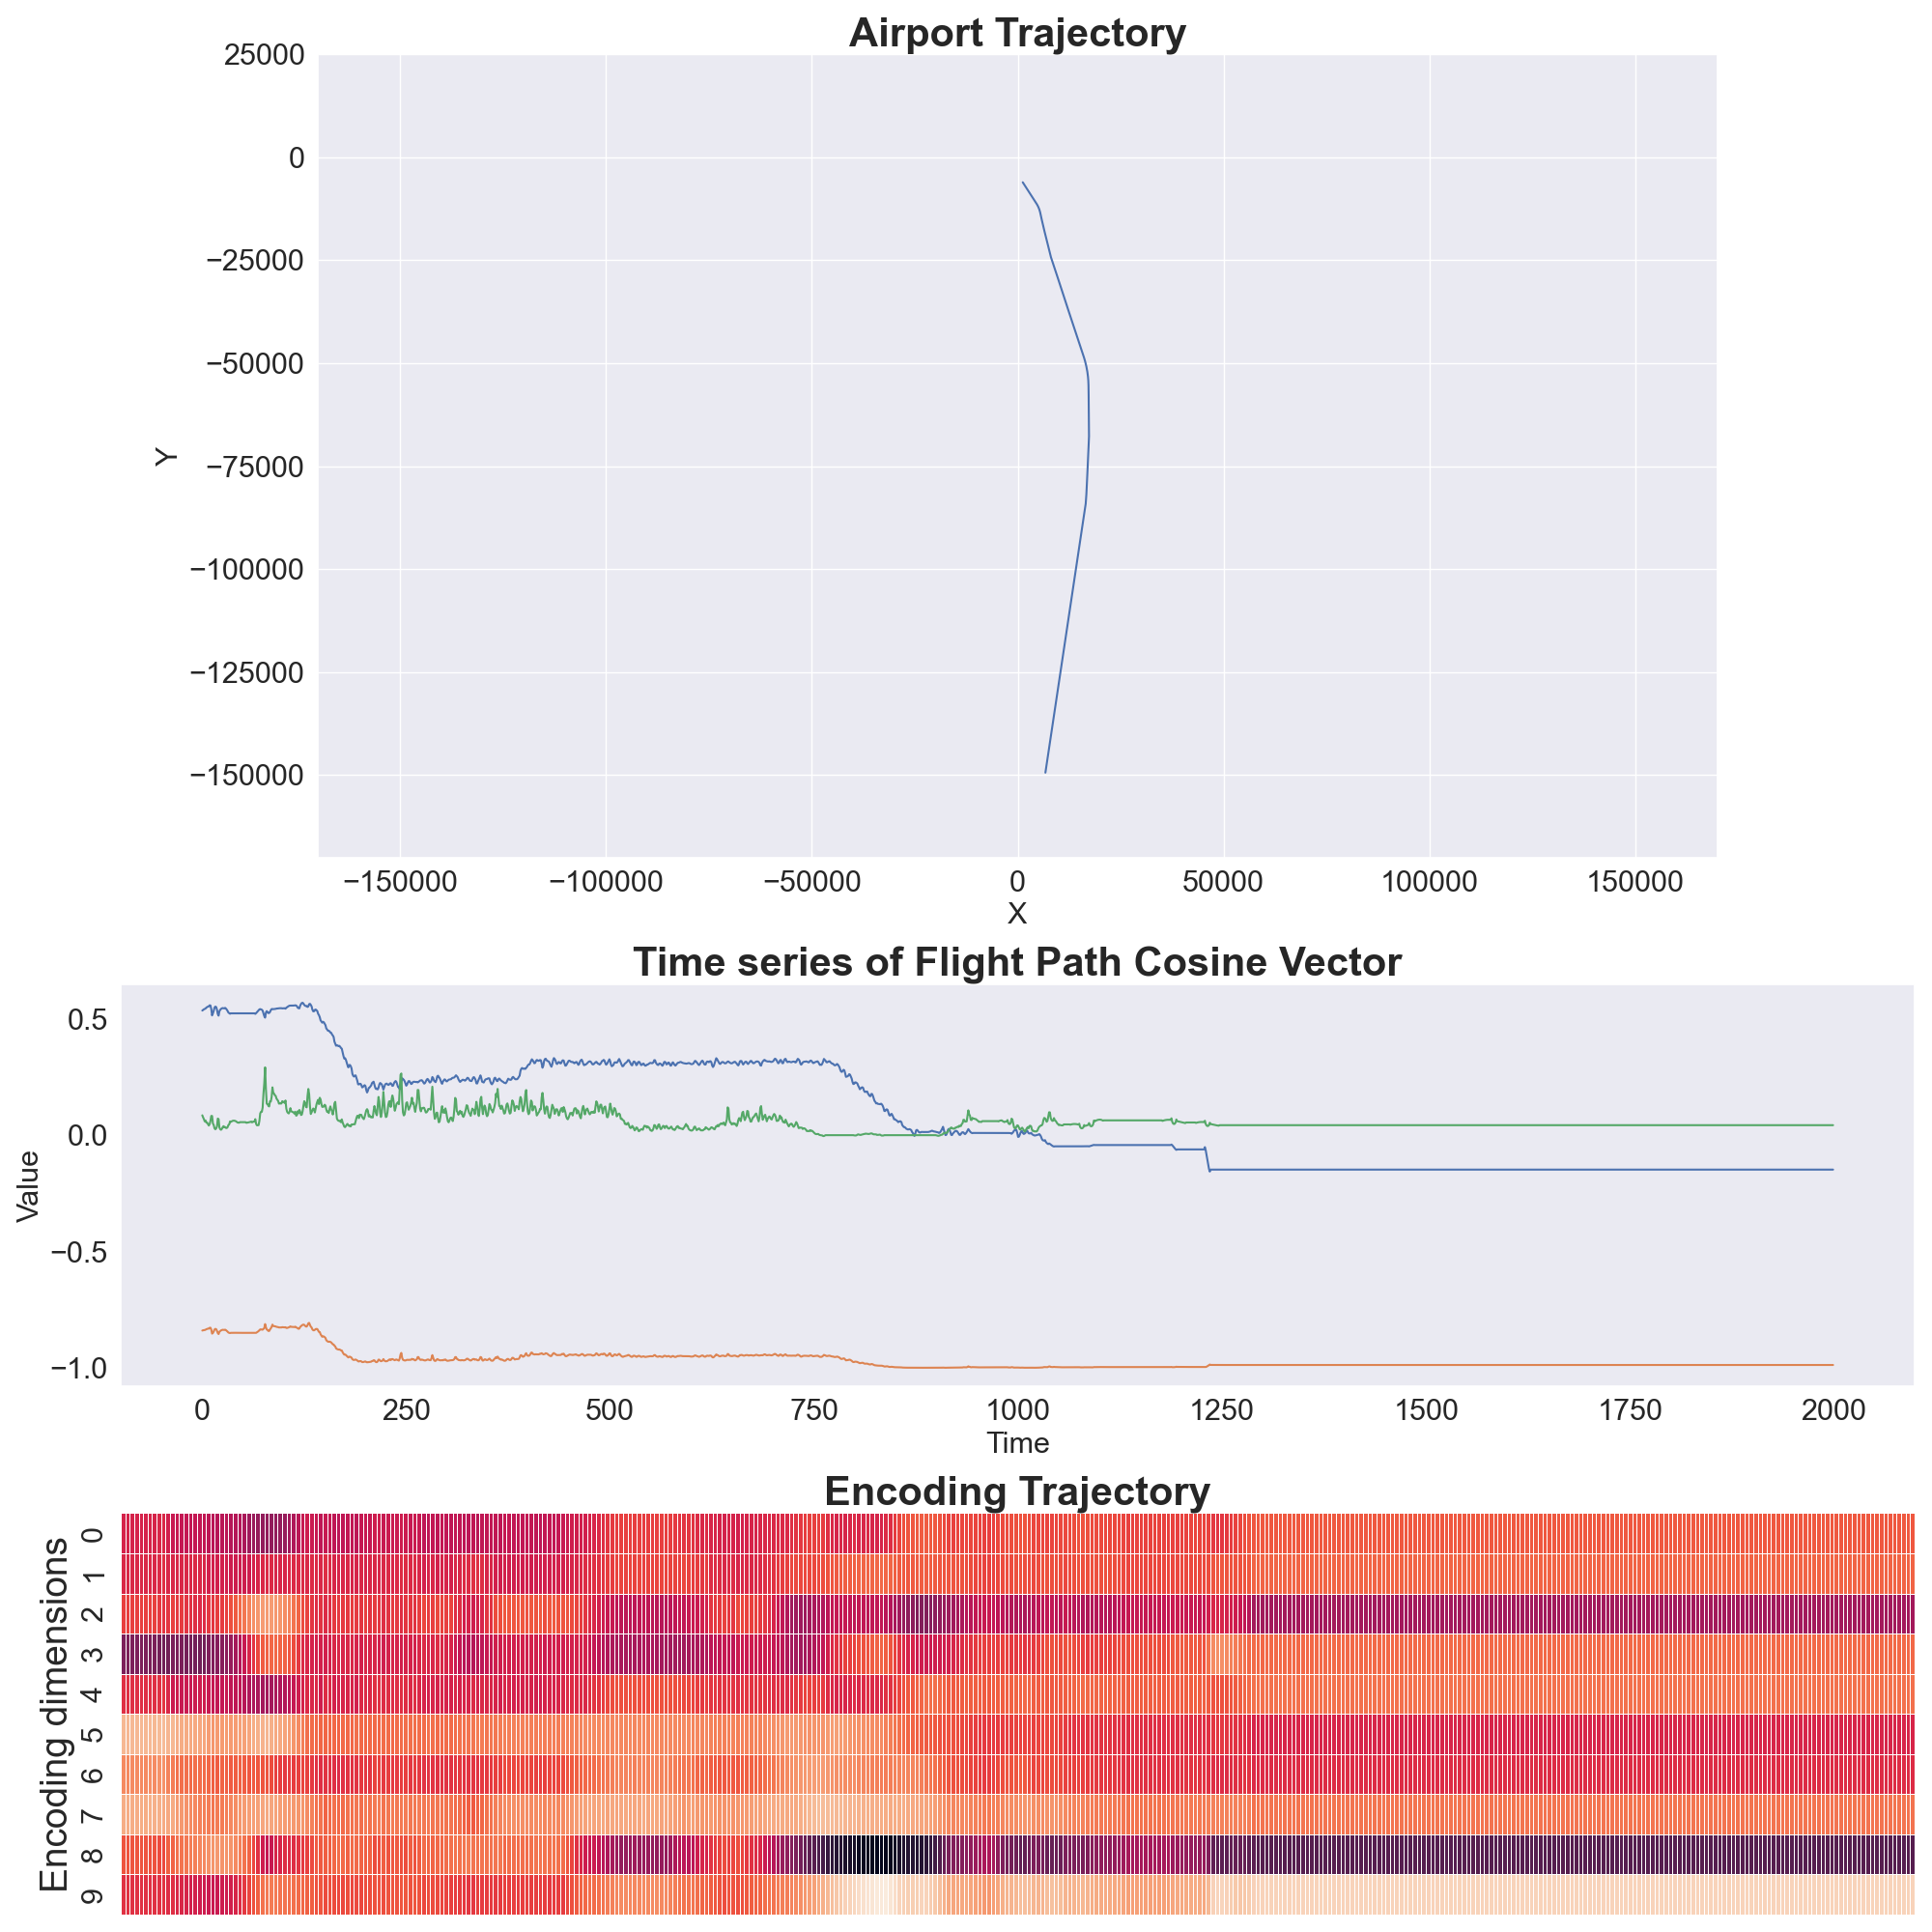 Airport Trajectory
25000
0
−25000
−50000
−75000
−100000
−125000
−150000
Y
−150000 −100000 −50000 0 50000 100000 150000
X
Time series of Flight Path Cosine Vector
0.5
0.0
−0.5
−1.0
Value
0 250 500 750 1000 1250 1500 1750 2000
Time
Encoding Trajectory
Encoding dimensions
0
1
2
3
4
5
6
7
8
9